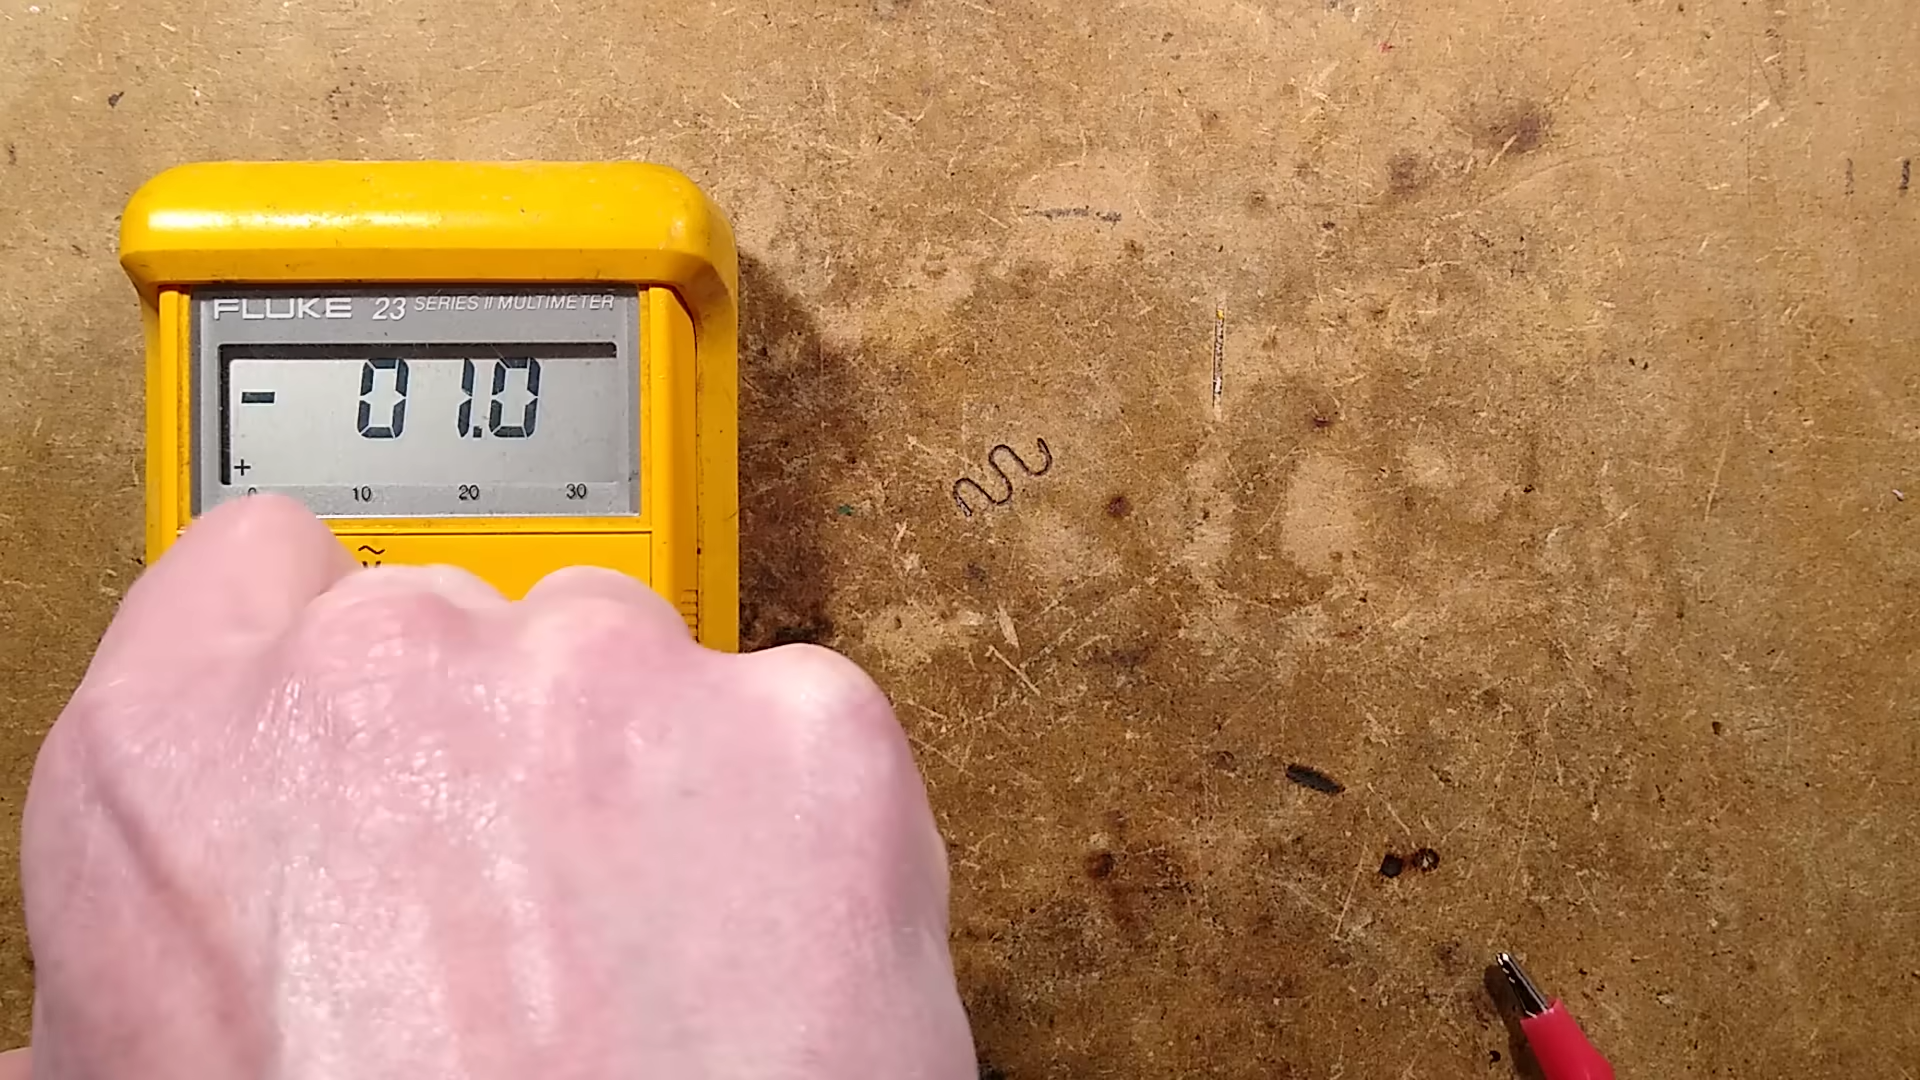 FLUKE 23 SERIES II MULTIMETER
- 01.0
+
0 10 20 30
~
V